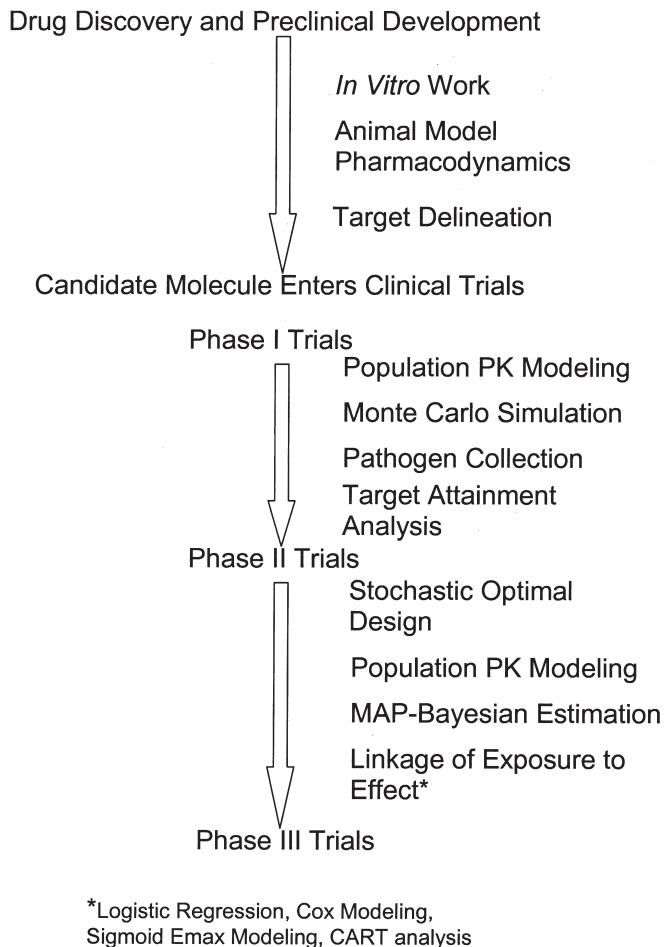 Drug Discovery and Preclinical Development
In Vitro Work
Animal Model
Pharmacodynamics
Target Delineation
Candidate Molecule Enters Clinical Trials
Phase I Trials
Population PK Modeling
Monte Carlo Simulation
Pathogen Collection
Target Attainment
Analysis
Phase II Trials
Stochastic Optimal
Design
Population PK Modeling
MAP-Bayesian Estimation
Linkage of Exposure to
Effect*
Phase III Trials
*Logistic Regression, Cox Modeling,
Sigmoid Emax Modeling, CART analysis